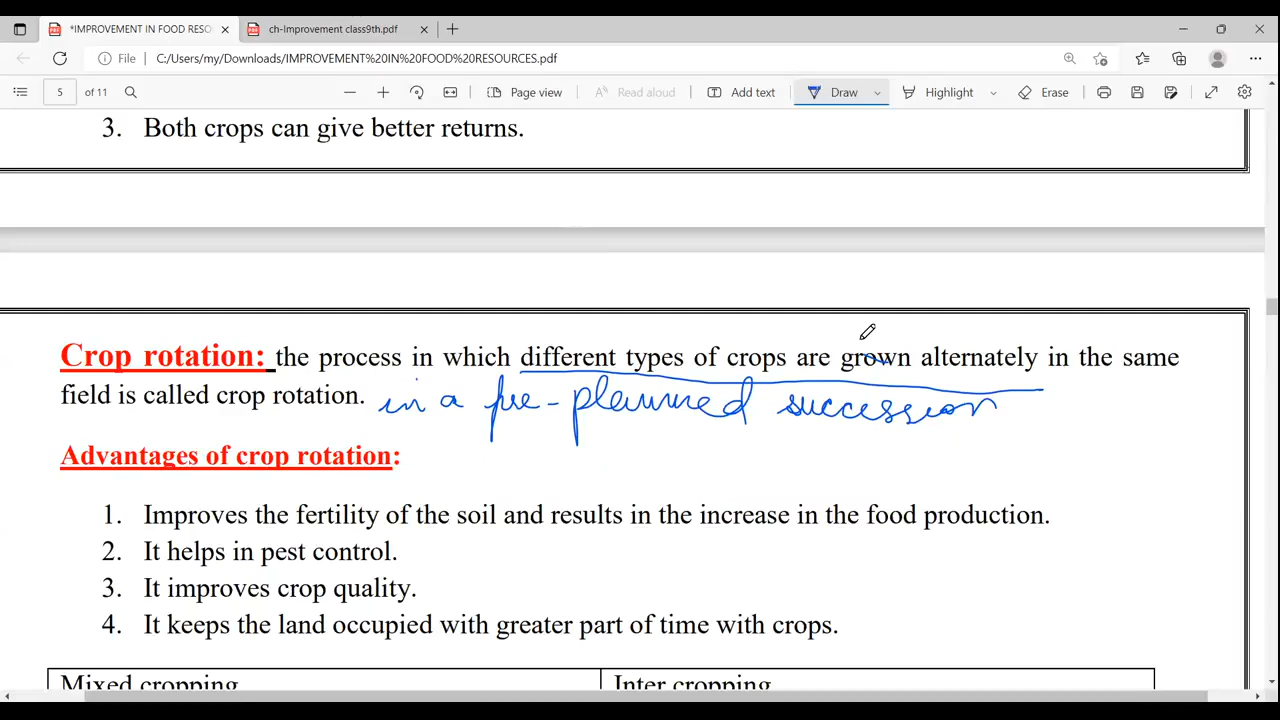 *IMPROVEMENT IN FOOD RESO
ch-Improvement class9th.pdf
File C:/Users/my/Downloads/IMPROVEMENT%20IN%20FOOD%20RESOURCES.pdf
5 of 11 Page view Read aloud Add text Draw Highlight Erase
3. Both crops can give better returns.
Crop rotation: the process in which different types of crops are grown alternately in the same
field is called crop rotation. in a pre-planned succession
Advantages of crop rotation:
1. Improves the fertility of the soil and results in the increase in the food production.
2. It helps in pest control.
3. It improves crop quality.
4. It keeps the land occupied with greater part of time with crops.
Mixed cropping Inter cropping